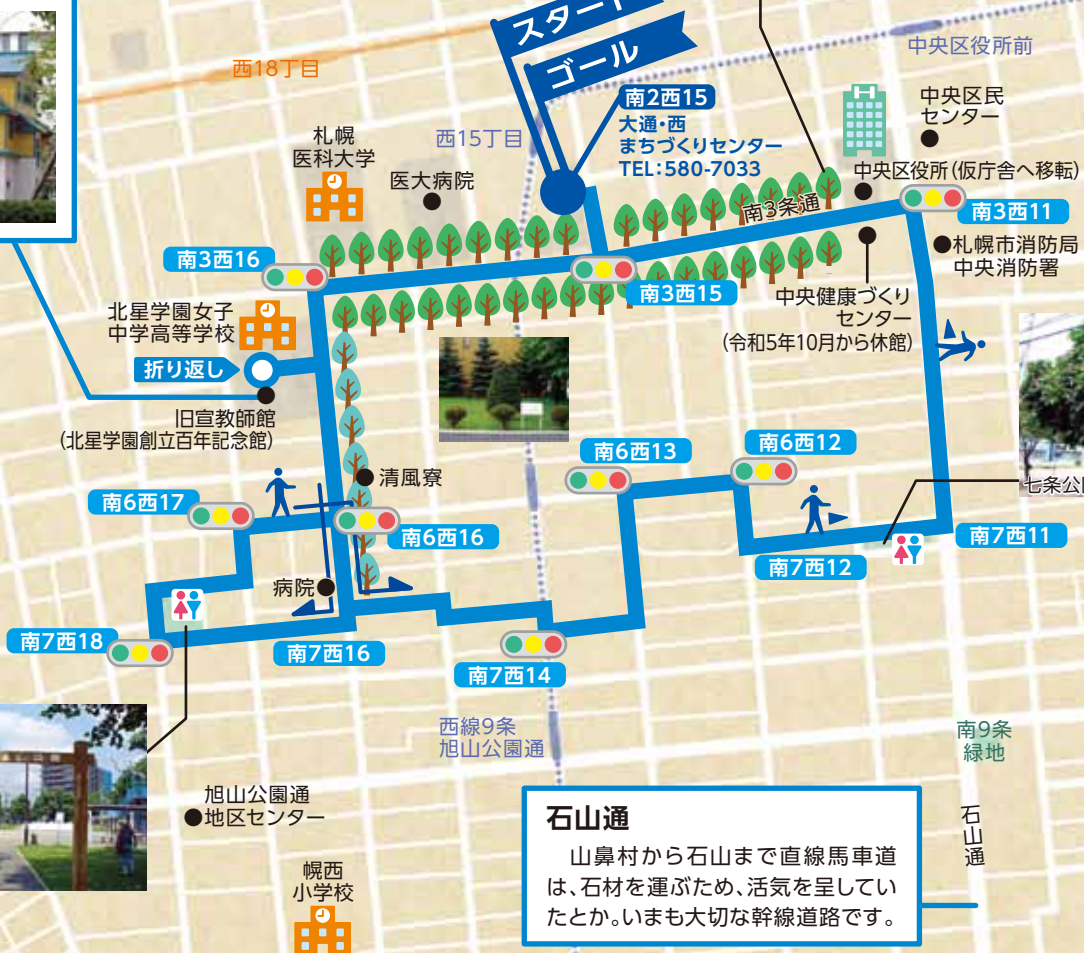 スタート
ゴール
中央区役所前
西18丁目
南2西15
大通・西
まちづくりセンター
TEL:580-7033
中央区民
センター
西15丁目
札幌
医科大学
医大病院
中央区役所(仮庁舎へ移転)
南3条通
南3西11
札幌市消防局
中央消防署
南3西16
南3西15
中央健康づくり
センター
(令和5年10月から休館)
北星学園女子
中学高等学校
折り返し
旧宣教師館
(北星学園創立百年記念館)
南6西13
南6西12
清風寮
七条公
南6西17
南6西16
南7西11
南7西12
病院
南7西18
南7西16
南7西14
西線9条
旭山公園通
南9条
緑地
旭山公園通
地区センター
石山通
幌西
小学校
石山通
山鼻村から石山まで直線馬車道
は、石材を運ぶため、活気を呈してい
たとか。いまも大切な幹線道路です。